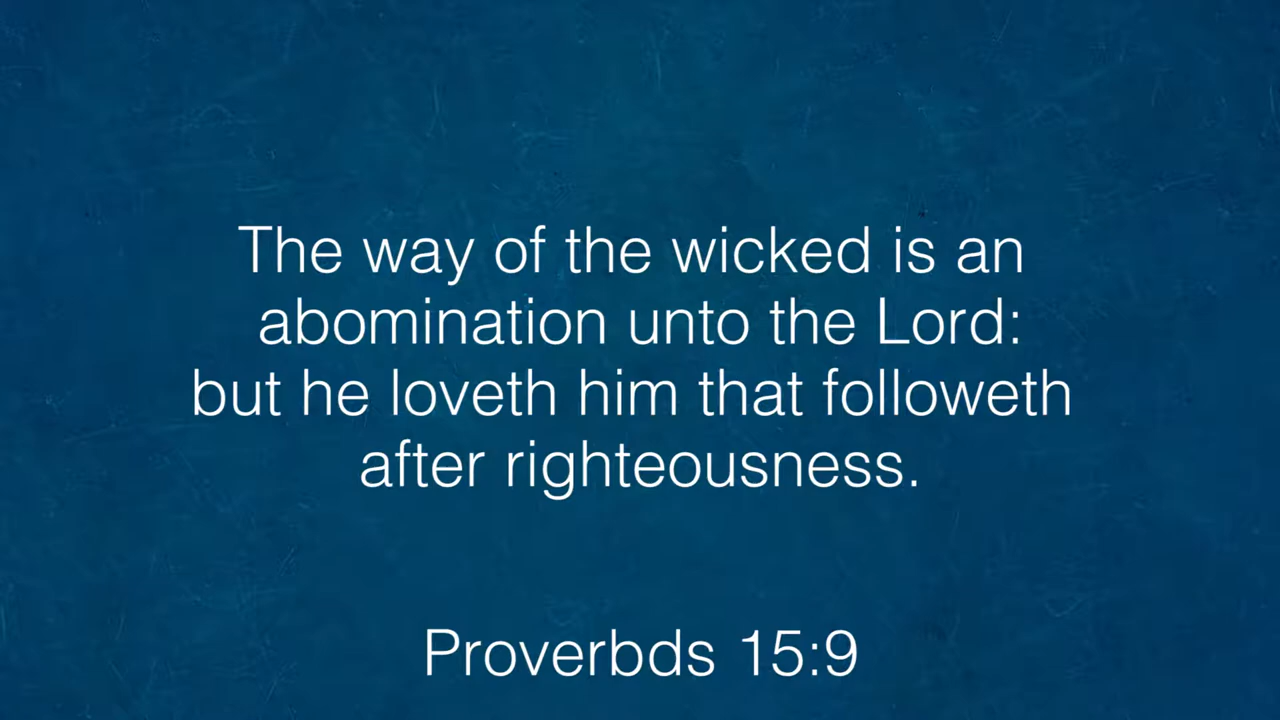 The way of the wicked is an
abomination unto the Lord:
but he loveth him that followeth
after righteousness.
Proverbds 15:9